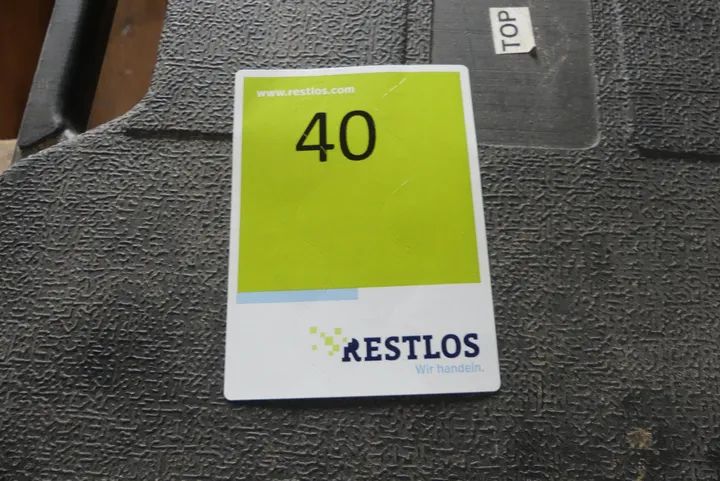 TOP
www.restlos.com
40
RESTLOS
Wir handeln.